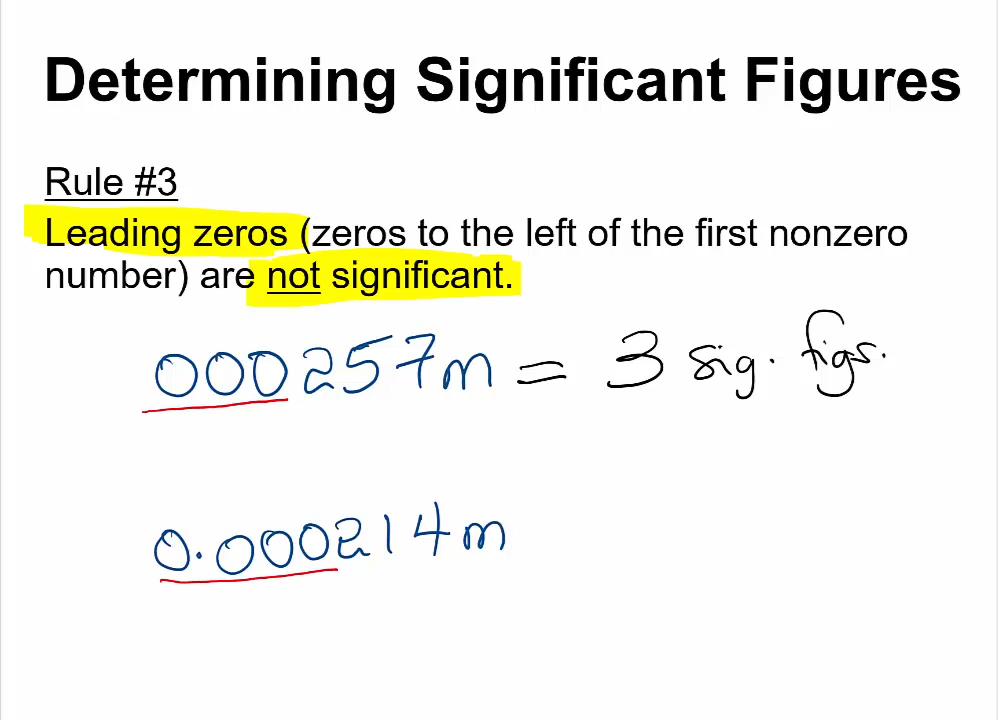 Determining Significant Figures
Rule #3
Leading zeros (zeros to the left of the first nonzero
number) are not significant.
000257m = 3 sig. figs.
0.000214m